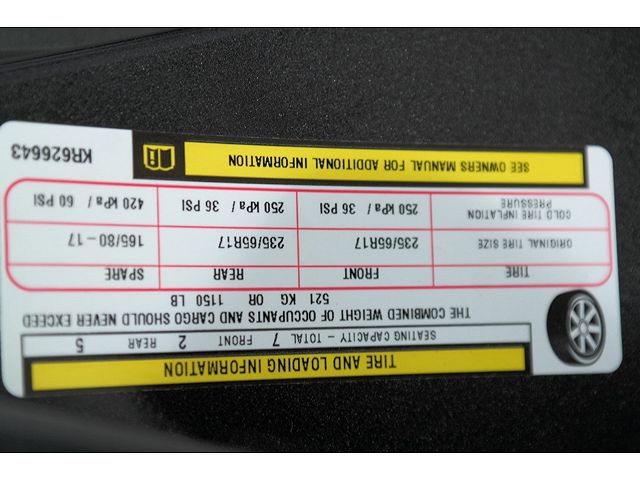 TIRE AND LOADING INFORMATION
SEATING CAPACITY – TOTAL 7 FRONT 2 REAR 5
THE COMBINED WEIGHT OF OCCUPANTS AND CARGO SHOULD NEVER EXCEED
521 KG OR 1150 LB
TIRE FRONT REAR SPARE
ORIGINAL TIRE SIZE 235/65R17 235/65R17 165/80–17
COLD TIRE INFLATION
PRESSURE 250 kPa / 36 PSI 250 kPa / 36 PSI 420 kPa / 60 PSI
SEE OWNERS MANUAL FOR ADDITIONAL INFORMATION
KR626643